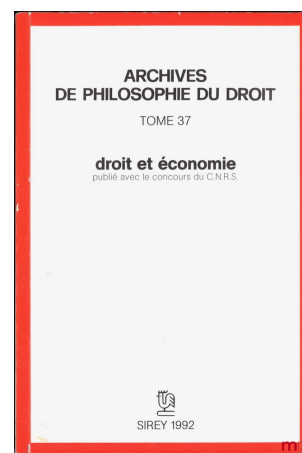 ARCHIVES
DE PHILOSOPHIE DU DROIT
TOME 37
droit et économie
publié avec le concours du C.N.R.S.
SIREY 1992
m